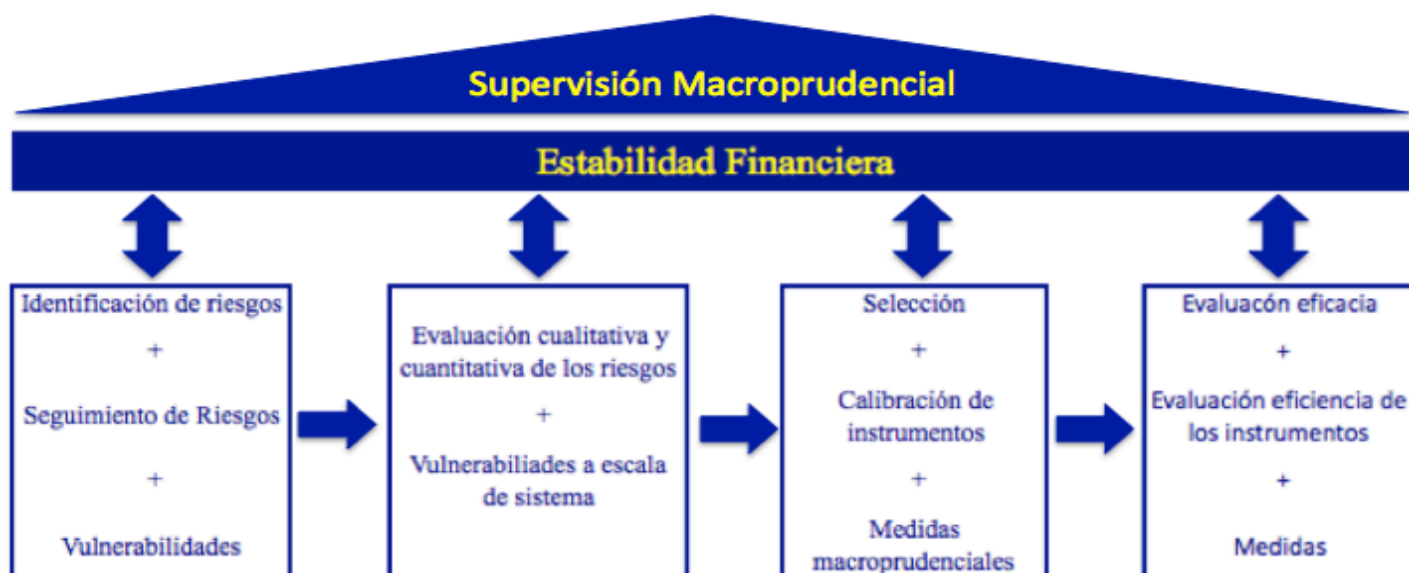 Supervisión Macroprudencial
Estabilidad Financiera
Identificación de riesgos
+
Seguimiento de Riesgos
+
Vulnerabilidades
Evaluación cualitativa y
cuantitativa de los riesgos
+
Vulnerabiliades a escala
de sistema
Selección
+
Calibración de
instrumentos
+
Medidas
macroprudenciales
Evaluacón eficacia
+
Evaluación eficiencia de
los instrumentos
+
Medidas